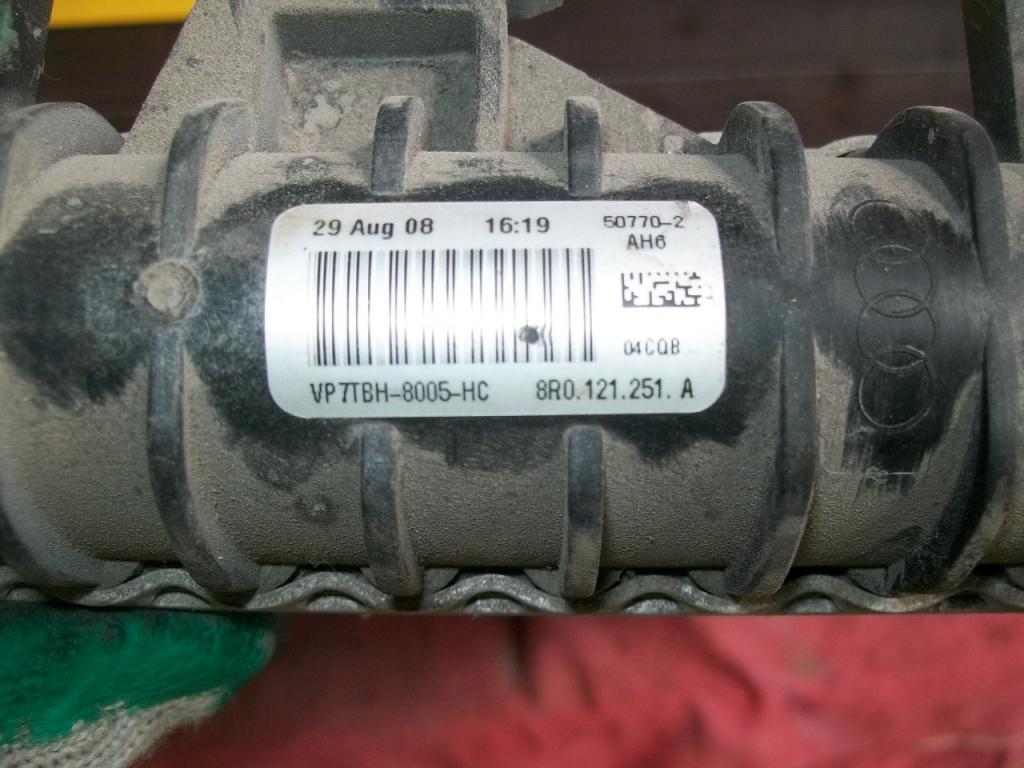 29 Aug 08 16:19 50770-2
AH6
04CQB
VP7TBH-8005-HC 8R0.121.251. A